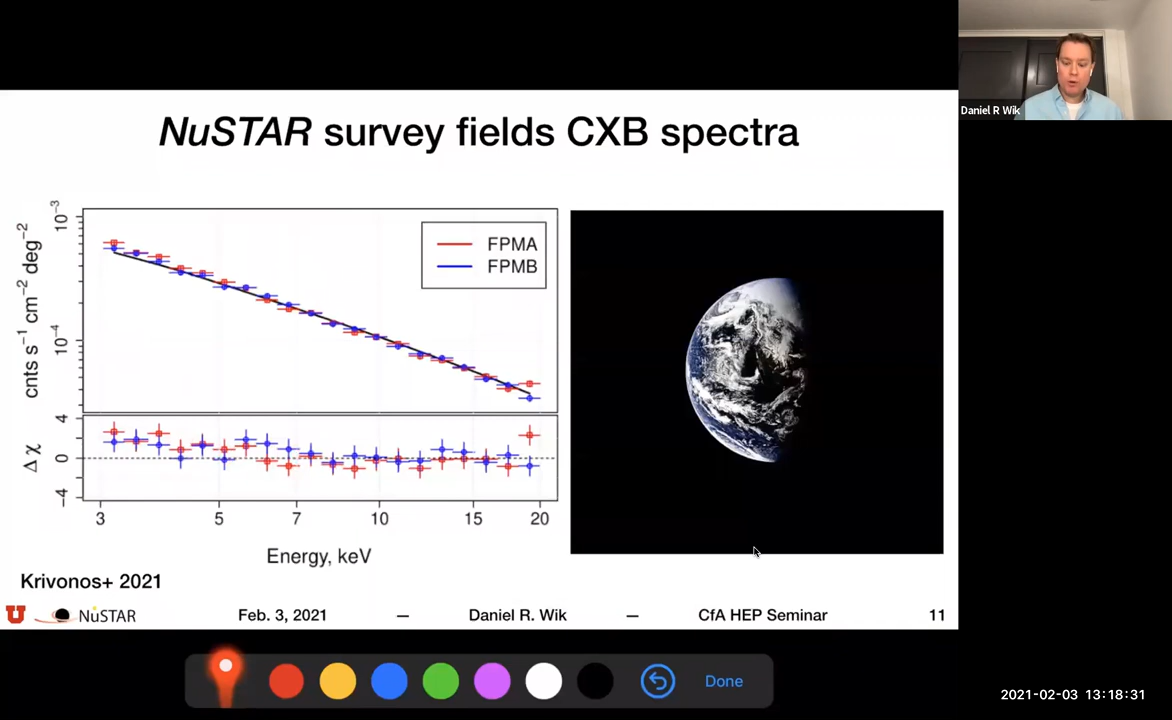 Daniel R Wik
NuSTAR survey fields CXB spectra
cnts s⁻¹ cm⁻² deg⁻²
10⁻³
10⁻⁴
FPMA
FPMB
Δχ
4
0
−4
3 5 7 10 15 20
Energy, keV
Krivonos+ 2021
U NuSTAR Feb. 3, 2021 — Daniel R. Wik — CfA HEP Seminar 11
Done
2021-02-03 13:18:31